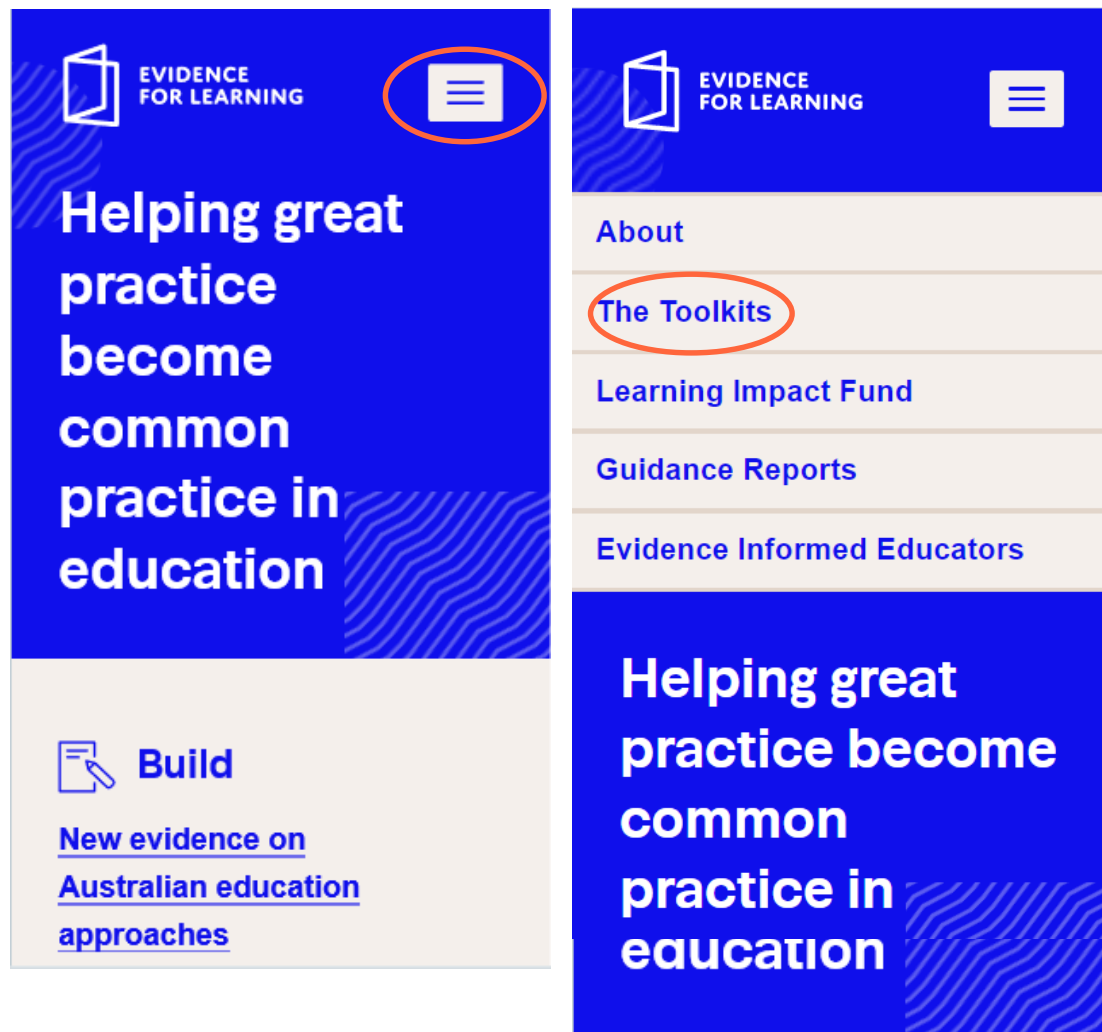 EVIDENCE
FOR LEARNING
Helping great
practice
become
common
practice in
education
Build
New evidence on
Australian education
approaches
EVIDENCE
FOR LEARNING
About
The Toolkits
Learning Impact Fund
Guidance Reports
Evidence Informed Educators
Helping great
practice become
common
practice in
education